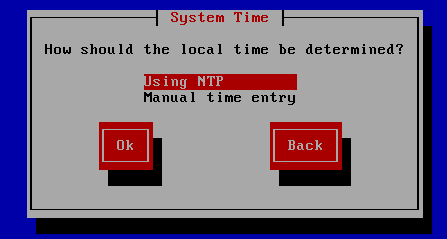 System Time
How should the local time be determined?
Using NTP
Manual time entry
Ok Back